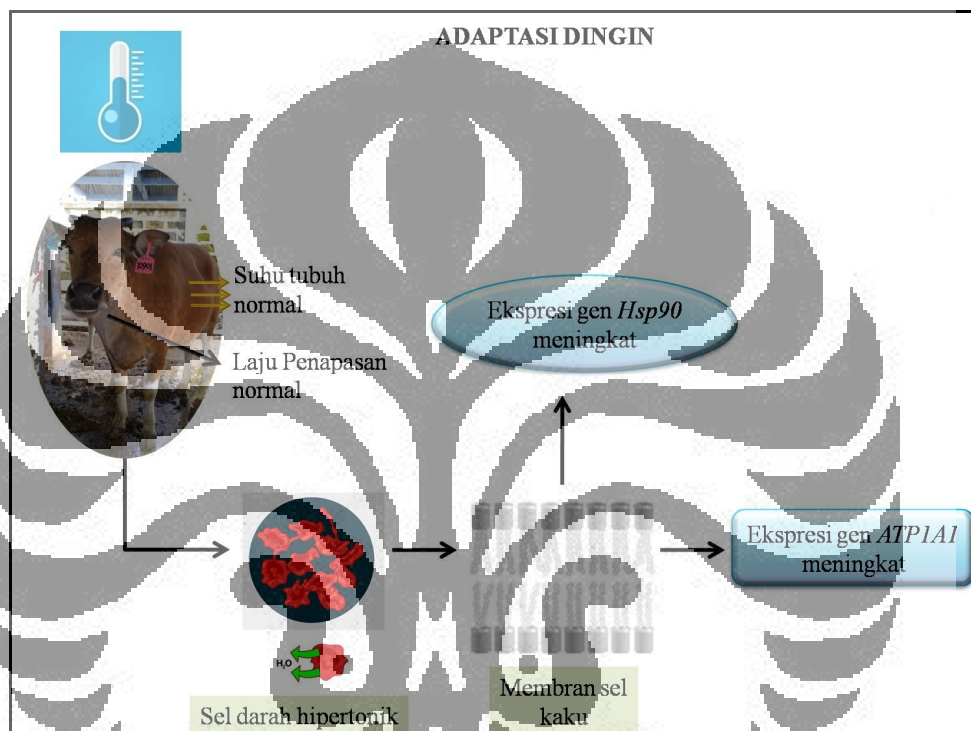 ADAPTASI DINGIN
Suhu tubuh
normal
Laju Penapasan
normal
Ekspresi gen Hsp90
meningkat
Ekspresi gen ATP1A1
meningkat
H₂O
Sel darah hipertonik
Membran sel
kaku